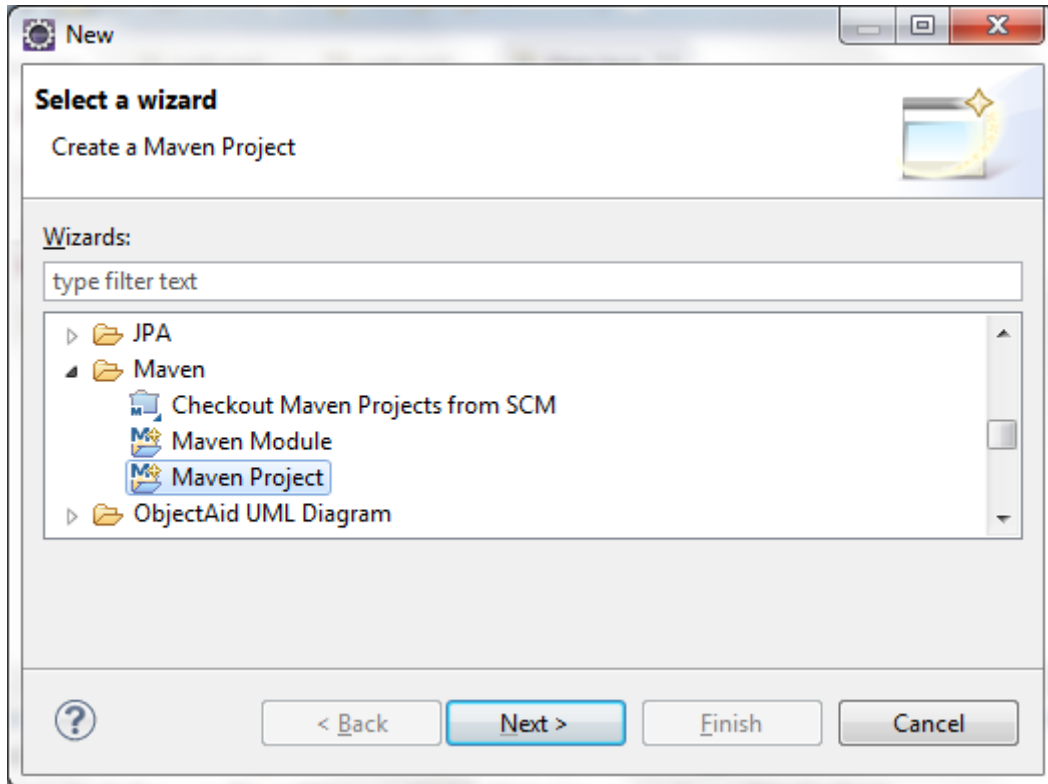 New
Select a wizard
Create a Maven Project
Wizards:
type filter text
JPA
Maven
Checkout Maven Projects from SCM
Maven Module
Maven Project
ObjectAid UML Diagram
< Back Next > Finish Cancel